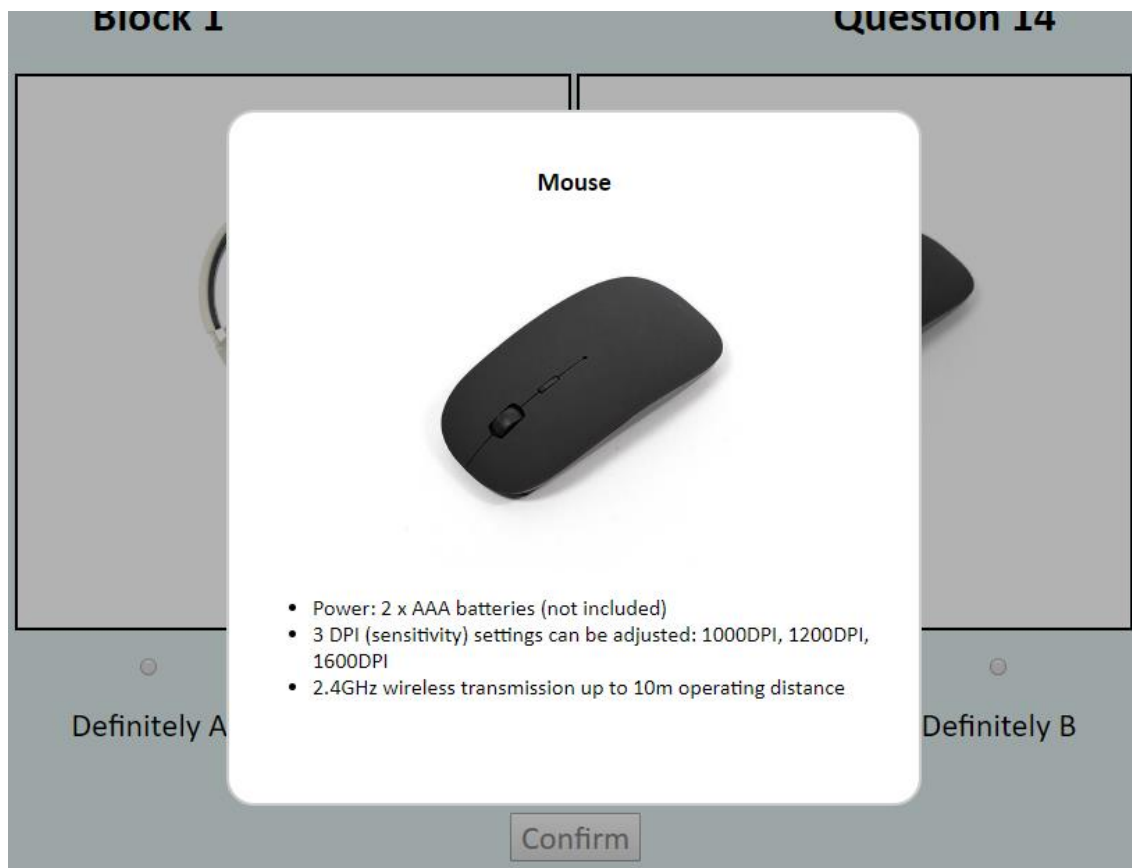 Block 1
Question 14
Mouse
• Power: 2 x AAA batteries (not included)
• 3 DPI (sensitivity) settings can be adjusted: 1000DPI, 1200DPI,
1600DPI
• 2.4GHz wireless transmission up to 10m operating distance
Definitely A
Definitely B
Confirm